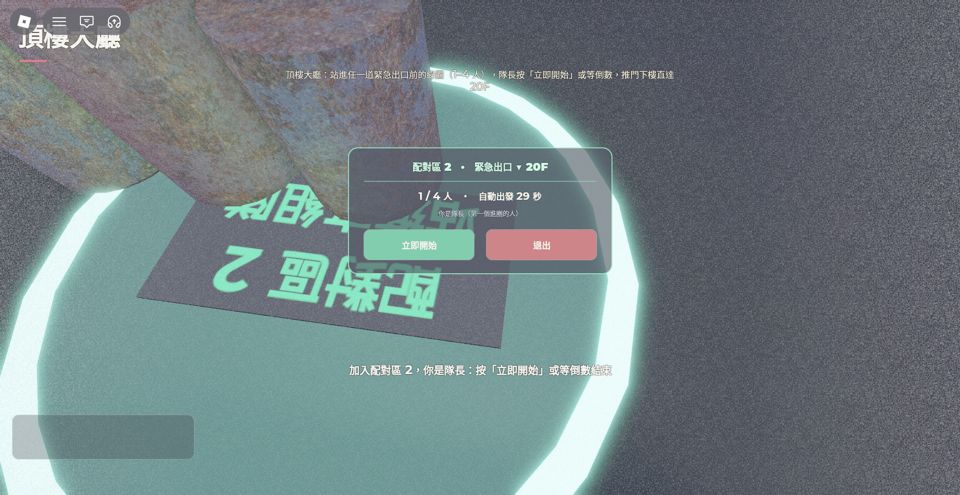 頂樓大廳
頂樓大廳：站進任一道緊急出口前的綠圈（1–4 人），隊長按「立即開始」或等倒數，推門下樓直達
20F
配對區 2 • 緊急出口 ▼ 20F
1 / 4 人 • 自動出發 29 秒
你是隊長（第一個進圈的人）
立即開始
退出
配對區 2
加入配對區 2，你是隊長：按「立即開始」或等倒數結束